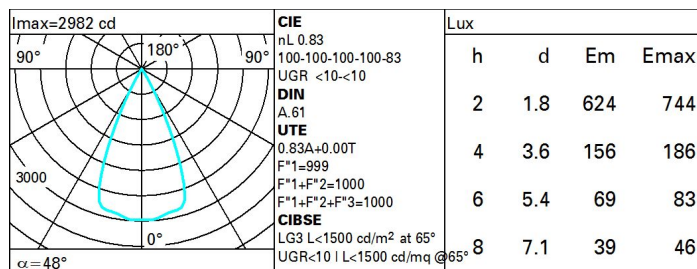 Imax=2982 cd
90° 180° 90°
3000
0°
α=48°
CIE
nL 0.83
100-100-100-100-83
UGR <10-<10
DIN
A.61
UTE
0.83A+0.00T
F"1=999
F"1+F"2=1000
F"1+F"2+F"3=1000
CIBSE
LG3 L<1500 cd/m² at 65°
UGR<10 | L<1500 cd/mq @65°
Lux
h d Em Emax
2 1.8 624 744
4 3.6 156 186
6 5.4 69 83
8 7.1 39 46